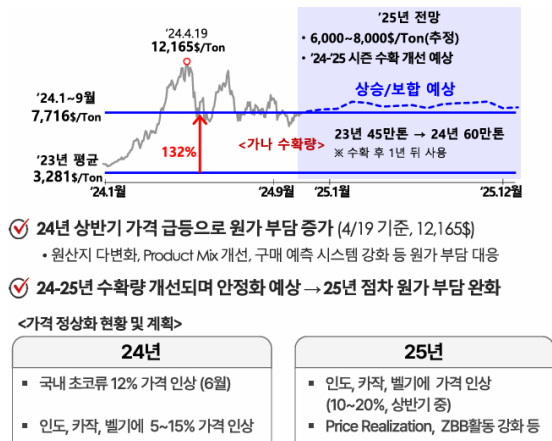 '24.4.19
12,165$/Ton
'25년 전망
• 6,000~8,000$/Ton(추정)
• '24-'25 시즌 수확 개선 예상
상승/보합 예상
'24.1~9월
7,716$/Ton
<가나 수확량>
23년 45만톤 → 24년 60만톤
※ 수확 후 1년 뒤 사용
132%
'23년 평균
3,281$/Ton
'24.1월
'24.9월
'25.1월
'25.12월
24년 상반기 가격 급등으로 원가 부담 증가 (4/19 기준, 12,165$)
• 원산지 다변화, Product Mix 개선, 구매 예측 시스템 강화 등 원가 부담 대응
24-25년 수확량 개선되며 안정화 예상 → 25년 점차 원가 부담 완화
<가격 정상화 현황 및 계획>
24년
▪ 국내 초코류 12% 가격 인상 (6월)
▪ 인도, 카작, 벨기에 5~15% 가격 인상
25년
▪ 인도, 카작, 벨기에 가격 인상
(10~20%, 상반기 중)
▪ Price Realization, ZBB활동 강화 등